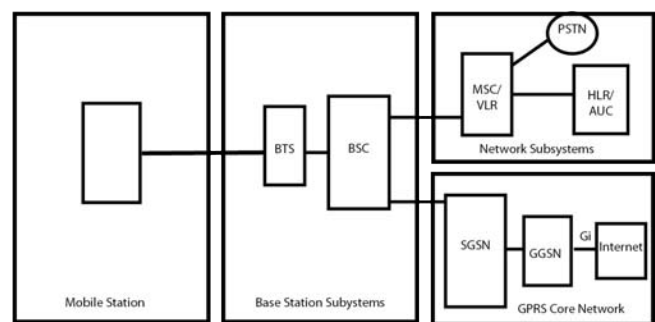 PSTN
MSC/
VLR
HLR/
AUC
Network Subsystems
BTS
BSC
SGSN
GGSN
Gi
Internet
Mobile Station
Base Station Subystems
GPRS Core Network